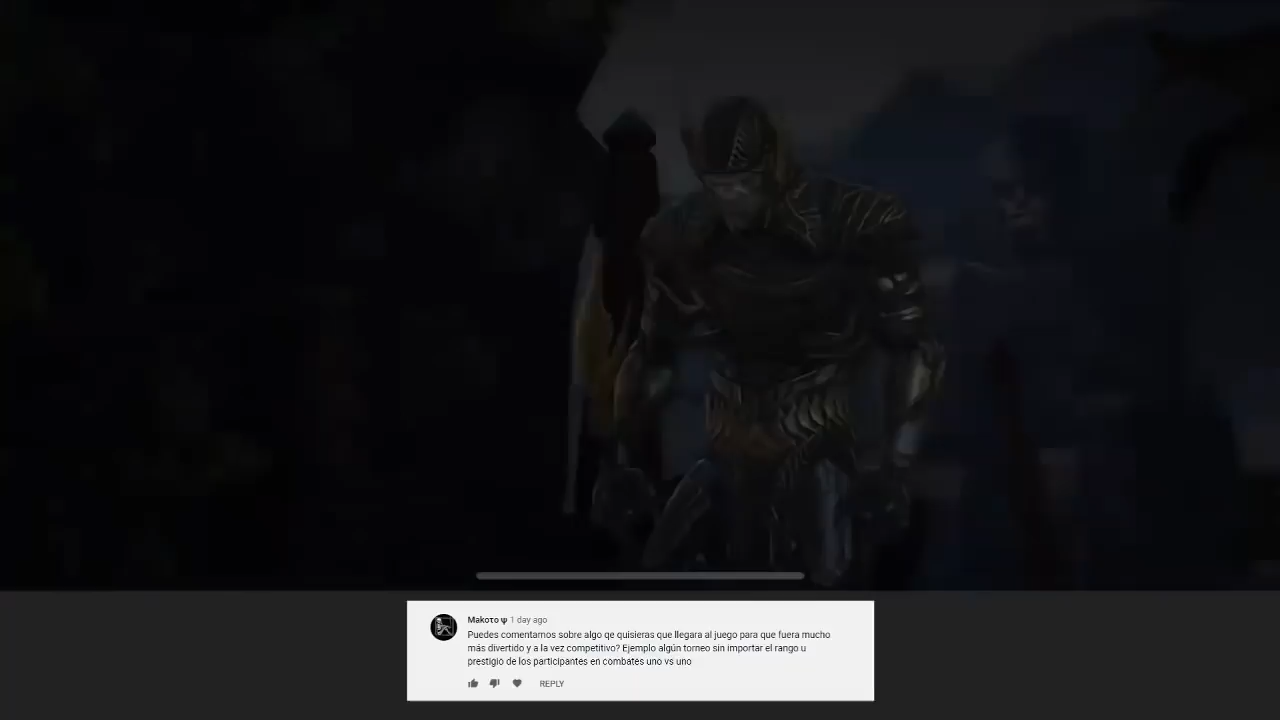 Makoтo ψ 1 day ago
Puedes comentarnos sobre algo qe quisieras que llegara al juego para que fuera mucho
más divertido y a la vez competitivo? Ejemplo algún torneo sin importar el rango u
prestigio de los participantes en combates uno vs uno
REPLY